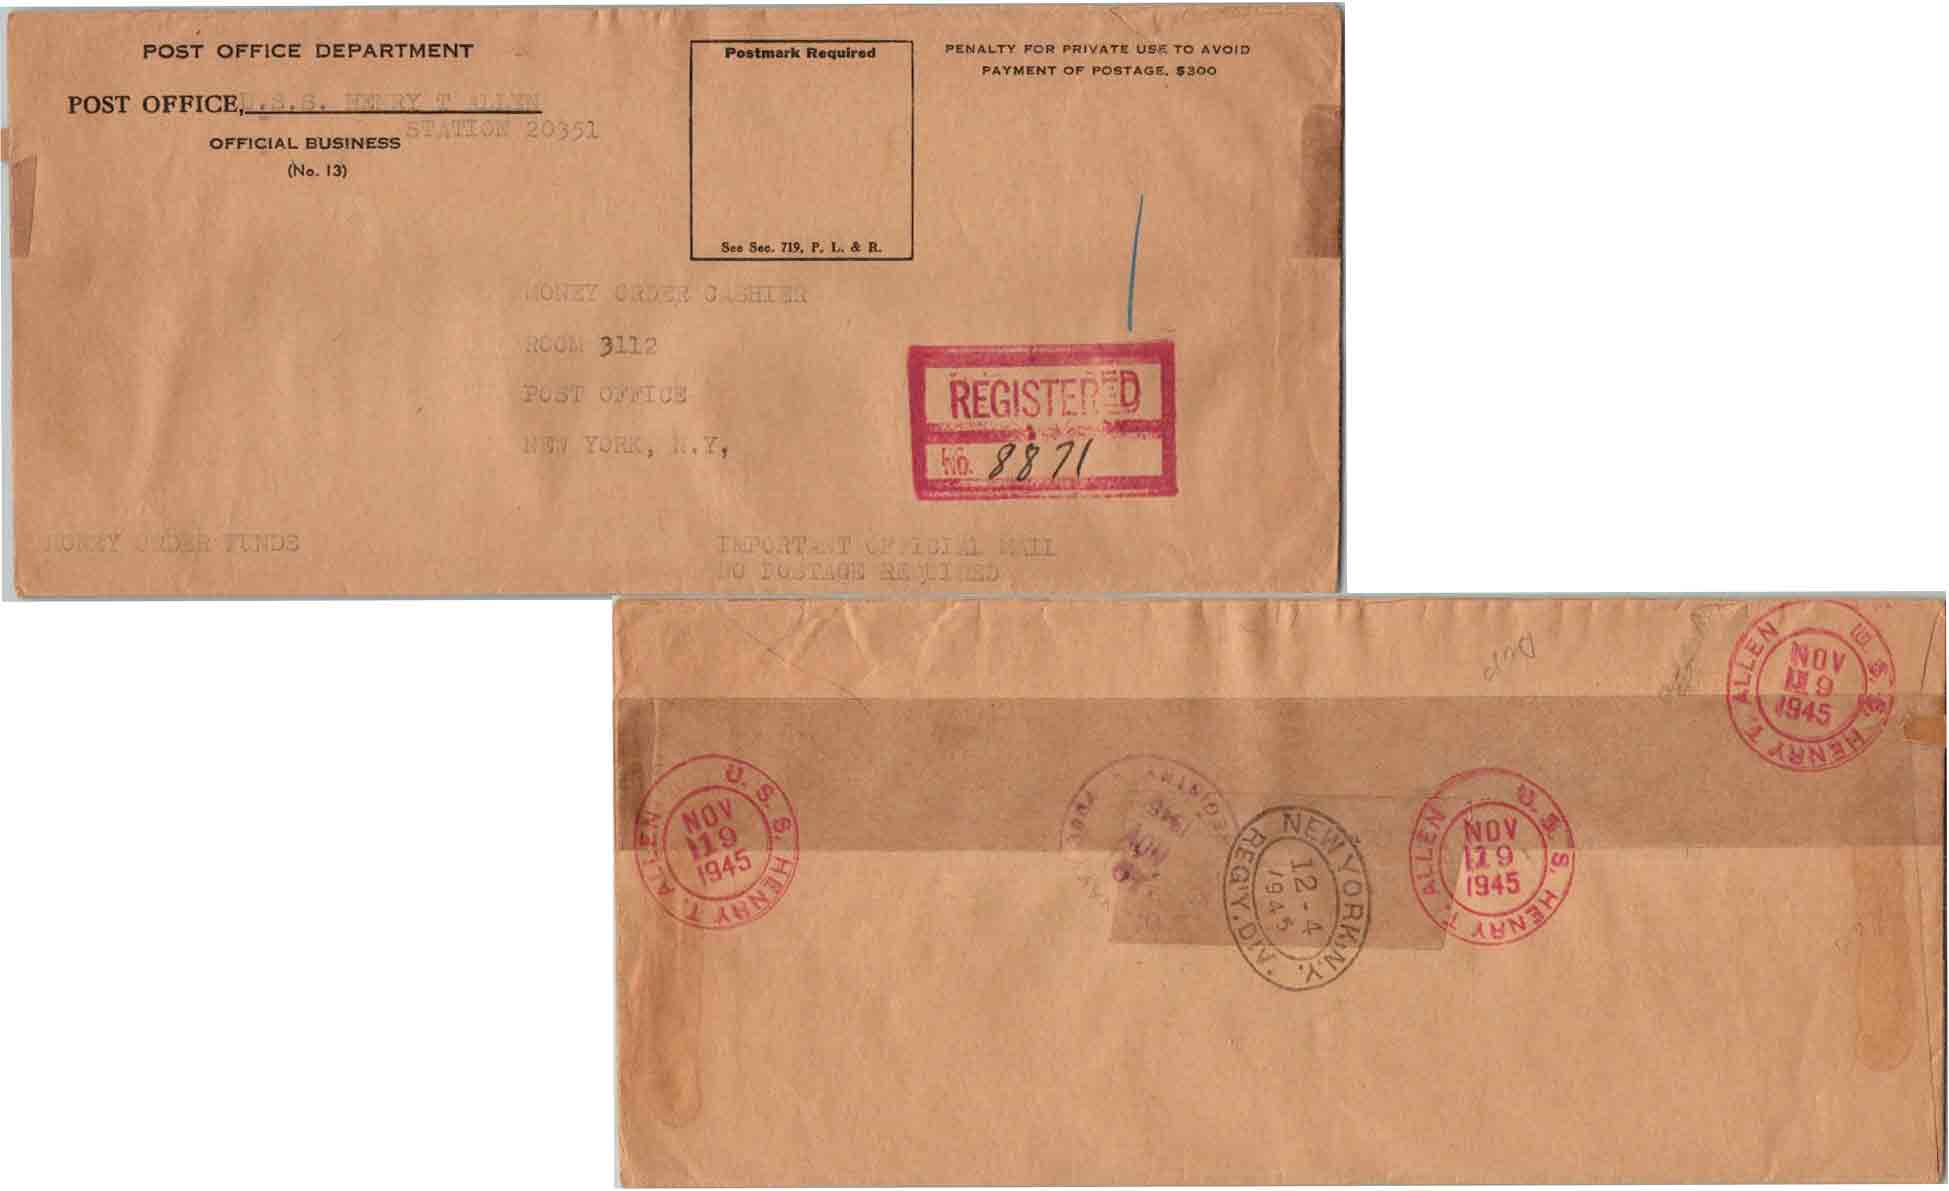 POST OFFICE DEPARTMENT
POST OFFICE, U.S.S. HENRY T ALLEN
STATION 20351
OFFICIAL BUSINESS
(No. 13)
Postmark Required
See Sec. 719, P. L. & R.
PENALTY FOR PRIVATE USE TO AVOID
PAYMENT OF POSTAGE, $300
MONEY ORDER CASHIER
ROOM 3112
POST OFFICE
NEW YORK, N.Y,
REGISTERED
No. 8871
MONEY ORDER FUNDS
IMPORTANT OFFICIAL MAIL
NO POSTAGE REQUIRED
U.S.S. HENRY T. ALLEN
NOV
19
1945
U.S.S. HENRY T. ALLEN
NOV
19
1945
REGISTRY
NOV
NEW YORK, N.Y.
REG'Y. DIV.
12-4
1945
U.S.S. HENRY T. ALLEN
NOV
19
1945